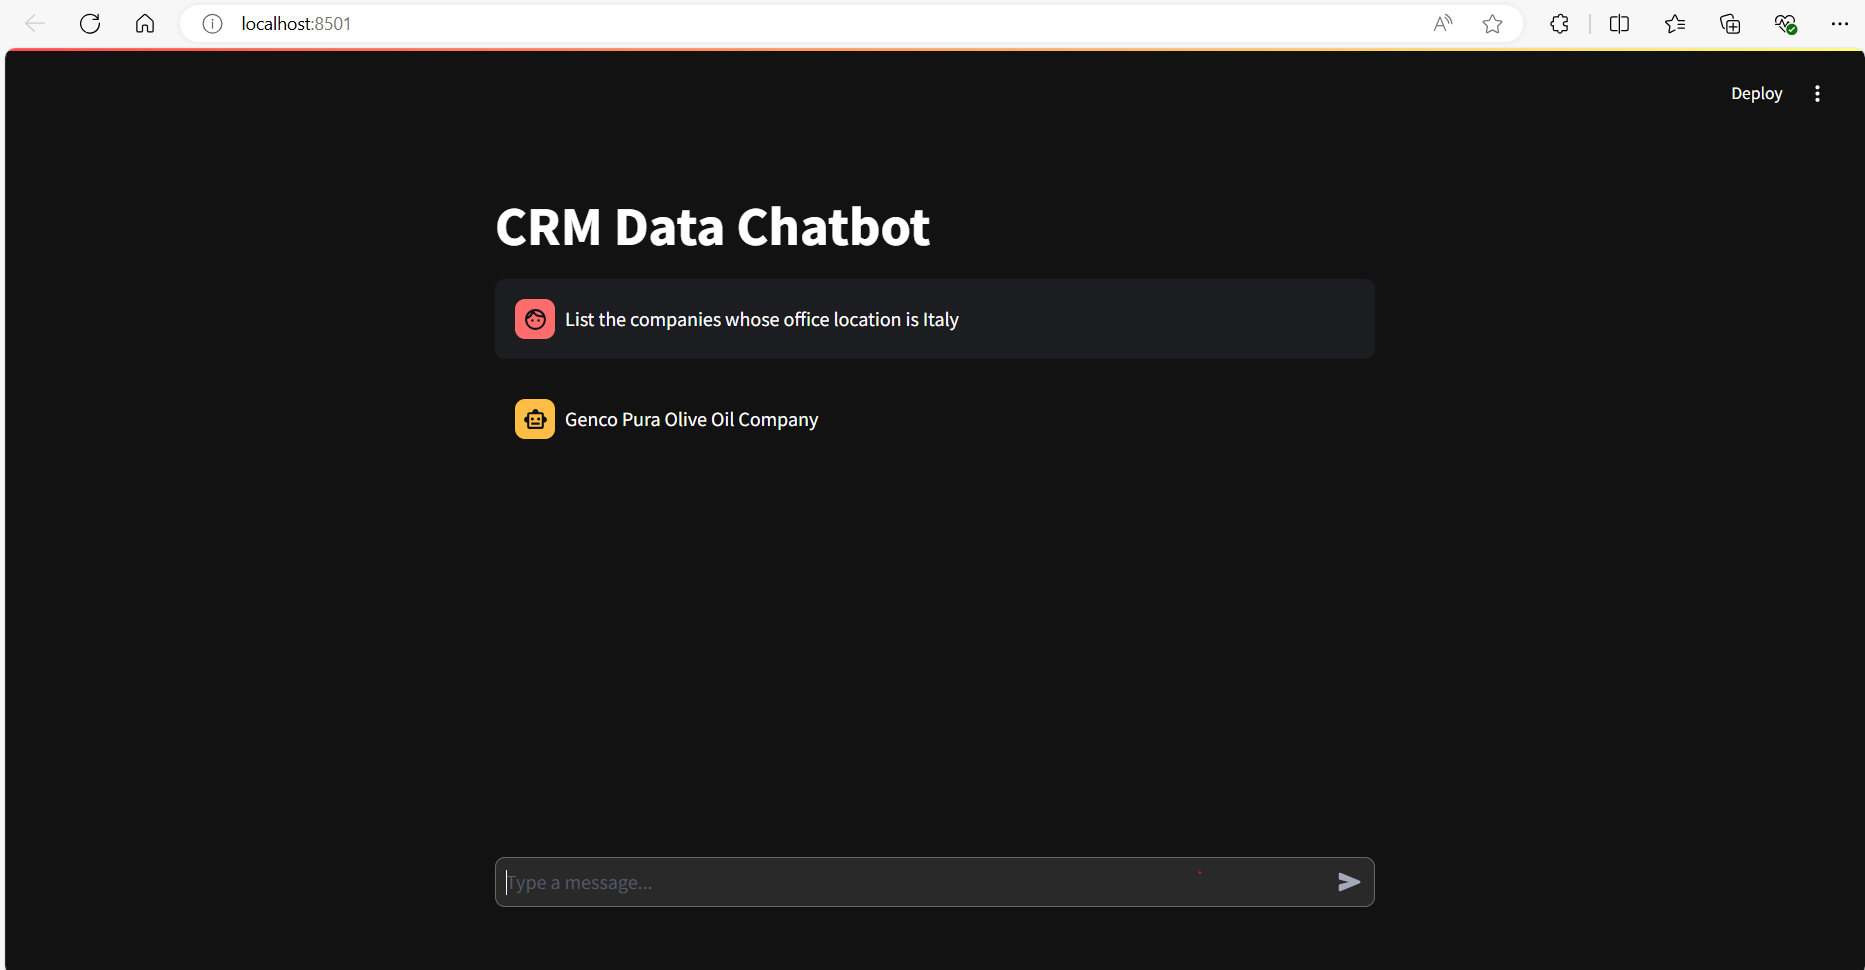 localhost:8501
Deploy
CRM Data Chatbot
List the companies whose office location is Italy
Genco Pura Olive Oil Company
Type a message...